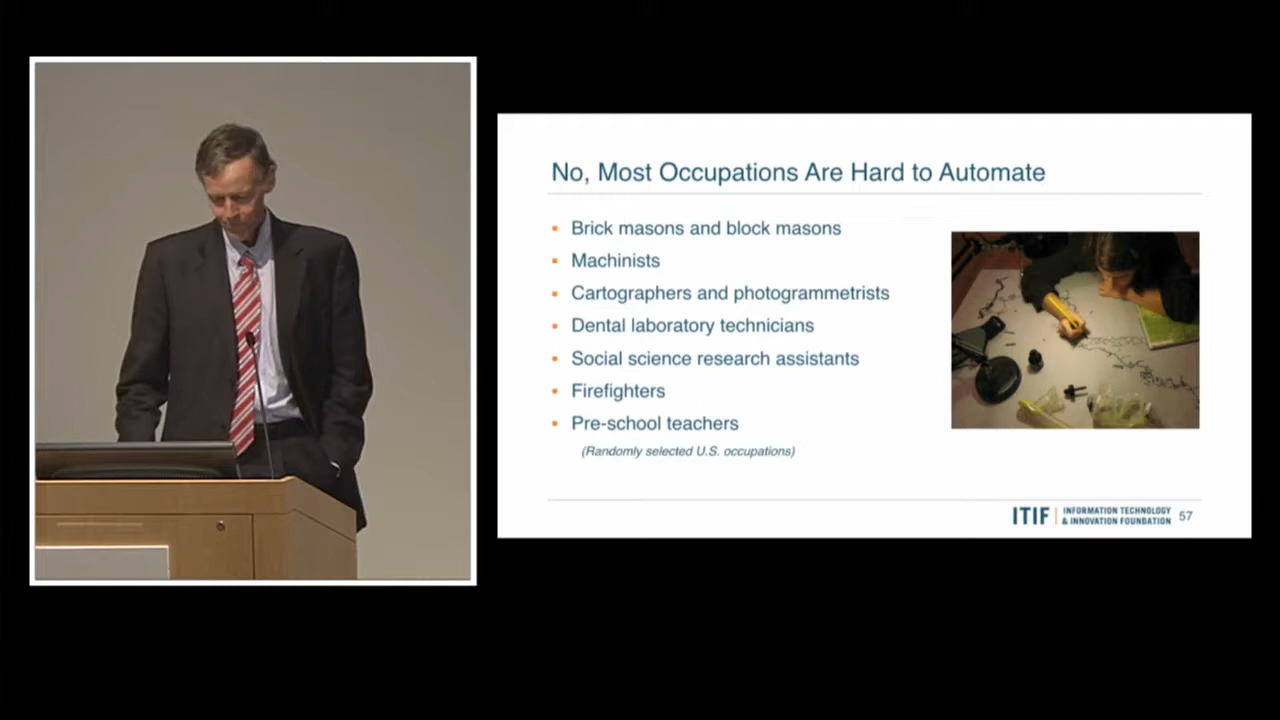 No, Most Occupations Are Hard to Automate
Brick masons and block masons
Machinists
Cartographers and photogrammetrists
Dental laboratory technicians
Social science research assistants
Firefighters
Pre-school teachers
(Randomly selected U.S. occupations)
ITIF
INFORMATION TECHNOLOGY
& INNOVATION FOUNDATION
57